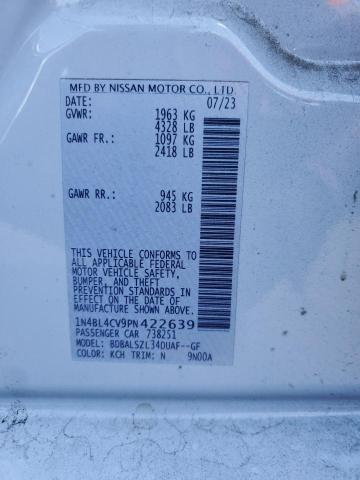 MFD BY NISSAN MOTOR CO., LTD.
DATE: 07/23
GVWR: 1963 KG
4328 LB
GAWR FR: 1097 KG
2418 LB
GAWR RR: 945 KG
2083 LB
THIS VEHICLE CONFORMS TO
ALL APPLICABLE FEDERAL
MOTOR VEHICLE SAFETY,
BUMPER, AND THEFT
PREVENTION STANDARDS IN
EFFECT ON THE DATE OF
MANUFACTURE SHOWN ABOVE.
1N4BL4CV9PN422639
PASSENGER CAR 738251
MODEL: BDBALSZL34DUAF--GF
COLOR: KCH TRIM: N 9N00A